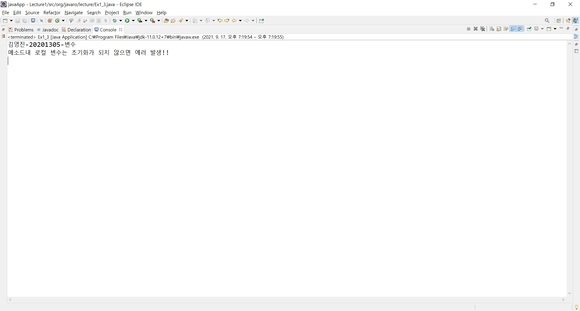 javaApp - Lecture1/src/org/javaro/lecture/Ex1_3.java - Eclipse IDE
File Edit Source Refactor Navigate Search Project Run Window Help
Problems Javadoc Declaration Console
<terminated> Ex1_3 [Java Application] C:₩Program Files₩Java₩jdk-11.0.12+7₩bin₩javaw.exe (2021. 9. 17. 오후 7:19:54 – 오후 7:19:55)
김영진-20201305-변수
메소드내 로컬 변수는 초기화가 되지 않으면 에러 발생!!